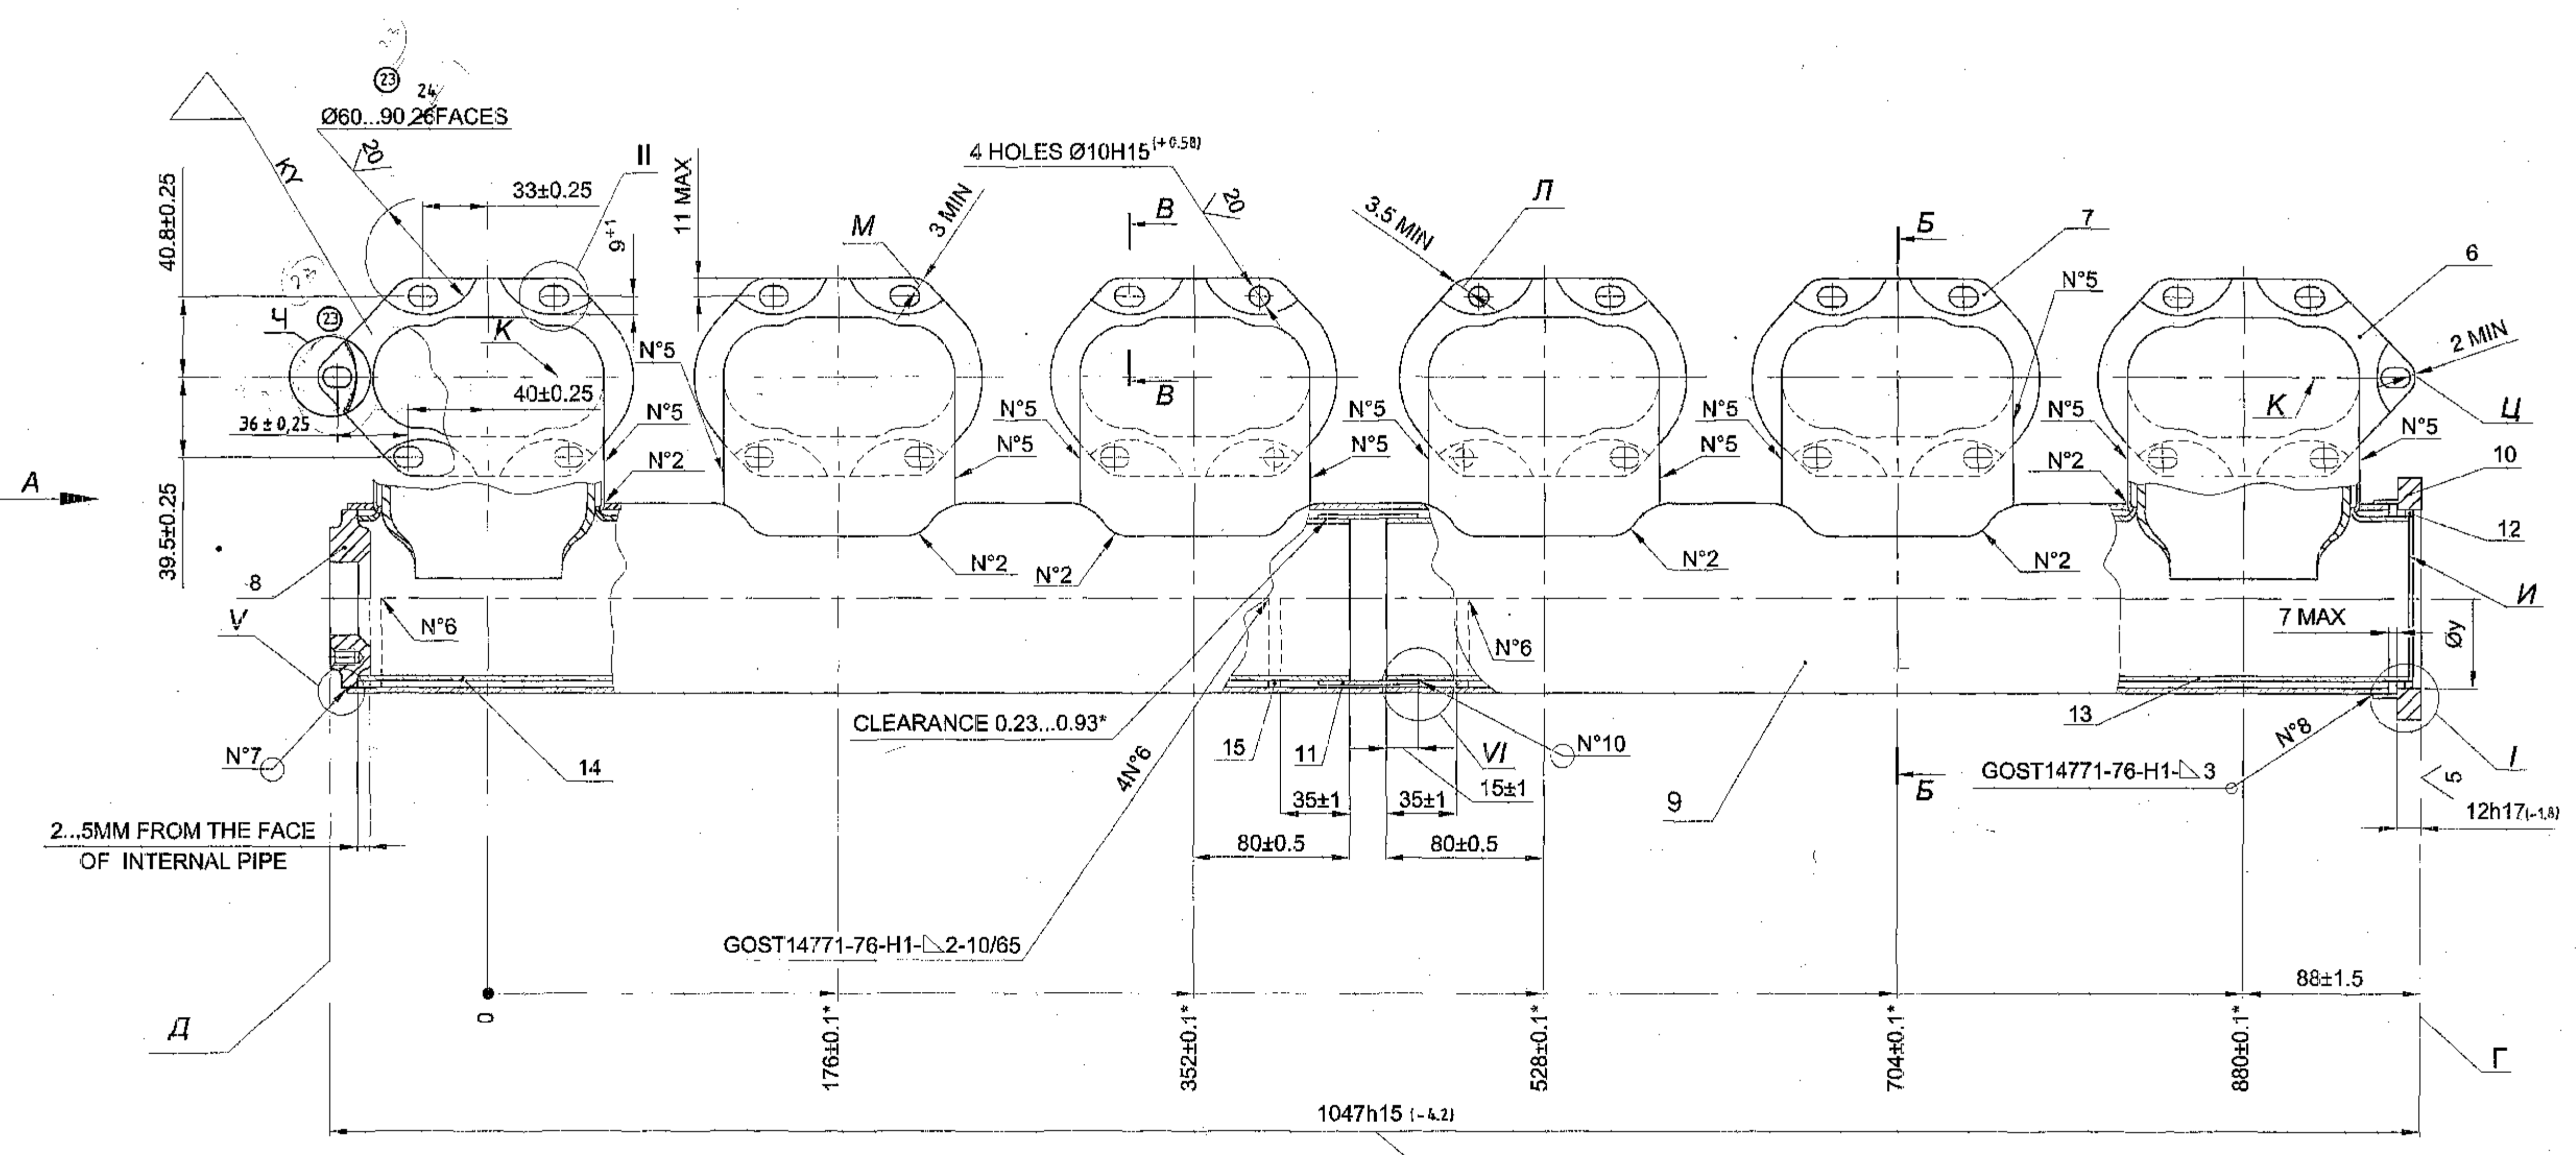 23
24
Ø60...90 26 FACES
20
КУ
II
33±0.25
9+1
40.8±0.25
11 MAX
М
3 MIN
4 HOLES Ø10H15(+0.58)
20
В
В
3.5 MIN
Л
Б
7
6
N°5
2 MIN
Ц
Ч
23
К
40±0.25
36±0.25
39.5±0.25
А
N°5
N°5
N°2
N°5
N°5
N°5
N°5
N°5
N°5
N°5
К
N°5
N°2
10
12
И
8
V
N°6
N°2
N°2
N°2
N°2
7 MAX
Øy
N°6
CLEARANCE 0.23...0.93*
N°7
14
4N°6
15
11
VI
N°10
15±1
35±1
35±1
80±0.5
80±0.5
9
13
N°8
GOST14771-76-H1-◺3
I
5
12h17(-1.8)
2...5MM FROM THE FACE
OF INTERNAL PIPE
GOST14771-76-H1-◺2-10/65
88±1.5
Д
0
176±0.1*
352±0.1*
528±0.1*
704±0.1*
880±0.1*
Б
Г
1047h15 (-4.2)